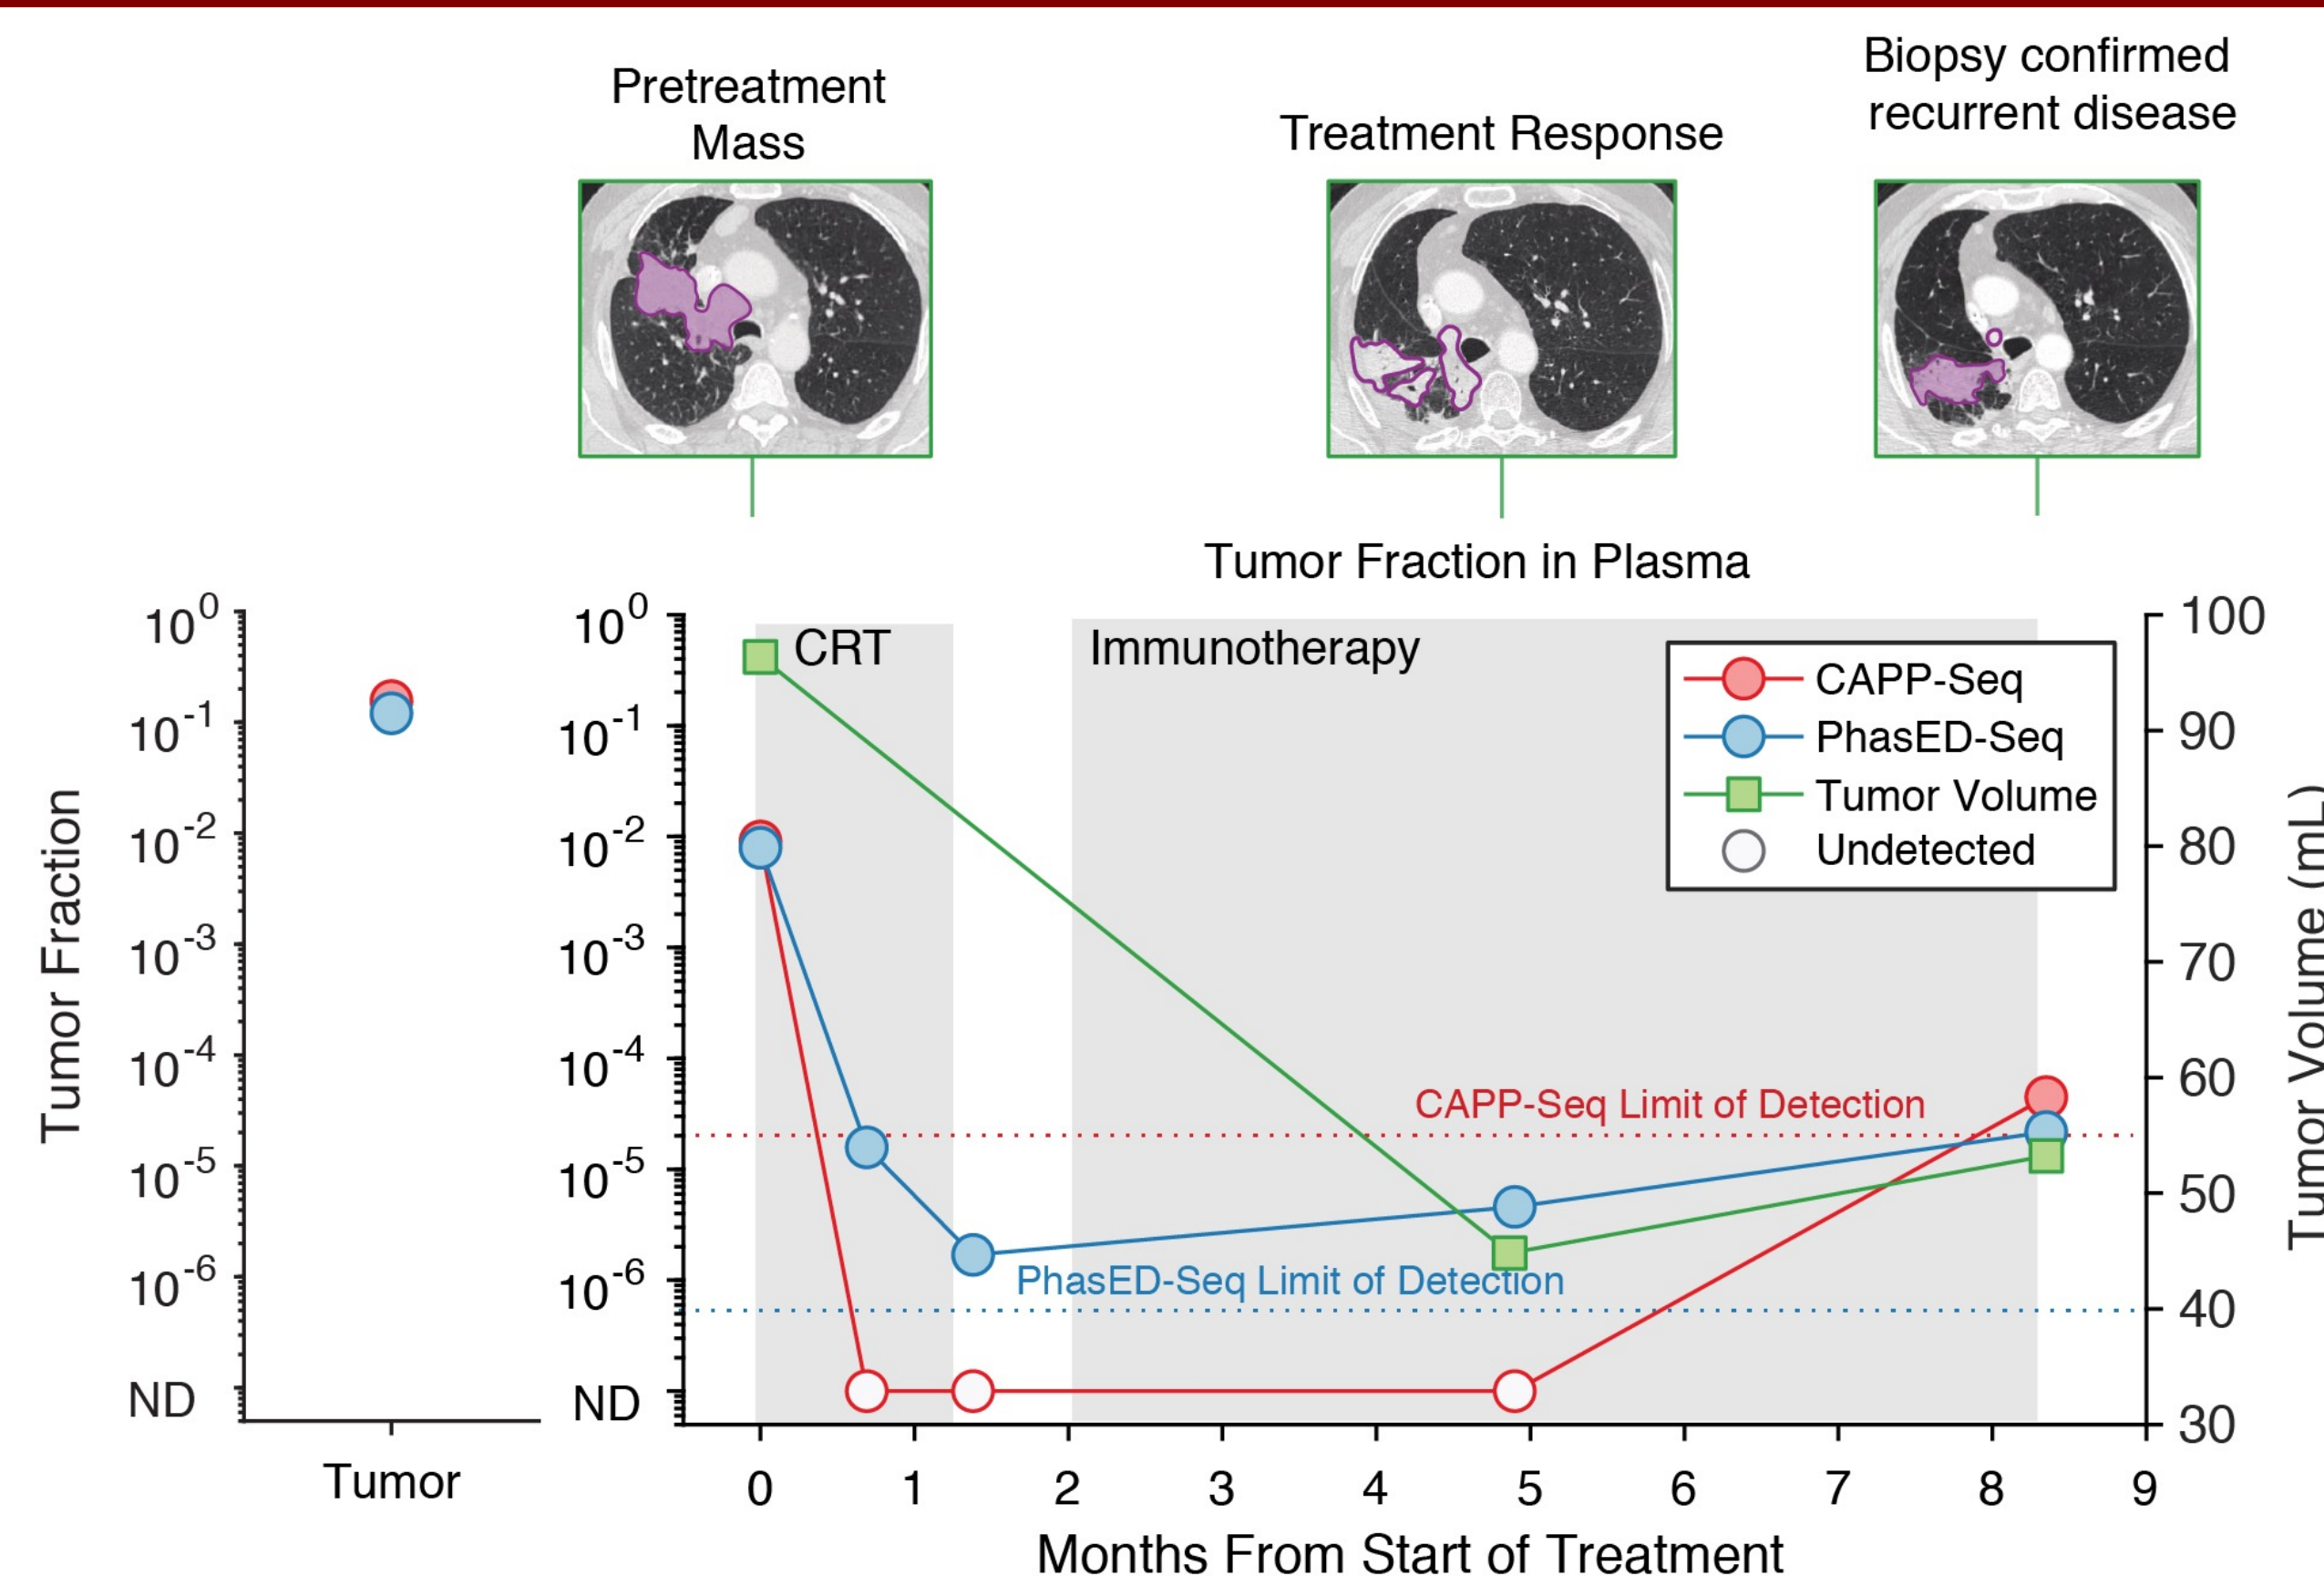 Pretreatment
Mass
Treatment Response
Biopsy confirmed
recurrent disease
Tumor Fraction in Plasma
Tumor Fraction
10^0
10^-1
10^-2
10^-3
10^-4
10^-5
10^-6
ND
Tumor
10^0
10^-1
10^-2
10^-3
10^-4
10^-5
10^-6
ND
CRT
Immunotherapy
CAPP-Seq
PhasED-Seq
Tumor Volume
Undetected
CAPP-Seq Limit of Detection
PhasED-Seq Limit of Detection
100
90
80
70
60
50
40
30
Tumor Volume (mL)
0 1 2 3 4 5 6 7 8 9
Months From Start of Treatment